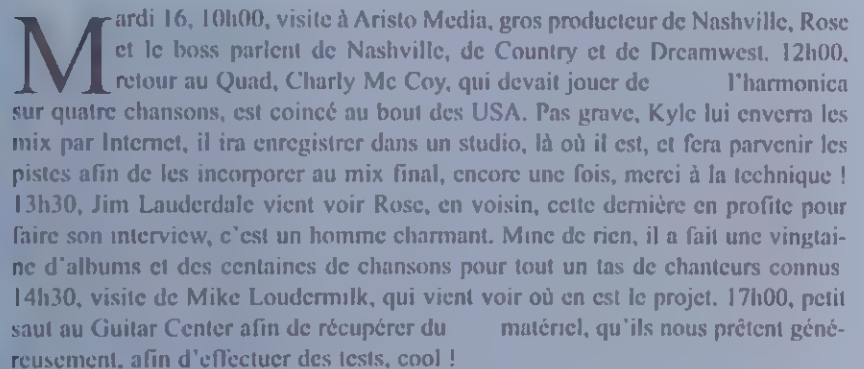 Mardi 16, 10h00, visite à Aristo Media, gros producteur de Nashville, Rose
et le boss parlent de Nashville, de Country et de Dreamwest. 12h00,
retour au Quad, Charly Mc Coy, qui devait jouer de l'harmonica
sur quatre chansons, est coincé au bout des USA. Pas grave, Kyle lui enverra les
mix par Internet, il ira enregistrer dans un studio, là où il est, et fera parvenir les
pistes afin de les incorporer au mix final, encore une fois, merci à la technique !
13h30, Jim Lauderdale vient voir Rose, en voisin, cette dernière en profite pour
faire son interview, c'est un homme charmant. Mine de rien, il a fait une vingtai-
ne d'albums et des centaines de chansons pour tout un tas de chanteurs connus
14h30, visite de Mike Loudermilk, qui vient voir où en est le projet. 17h00, petit
saut au Guitar Center afin de récupérer du matériel, qu'ils nous prêtent géné-
reusement, afin d'effectuer des tests, cool !